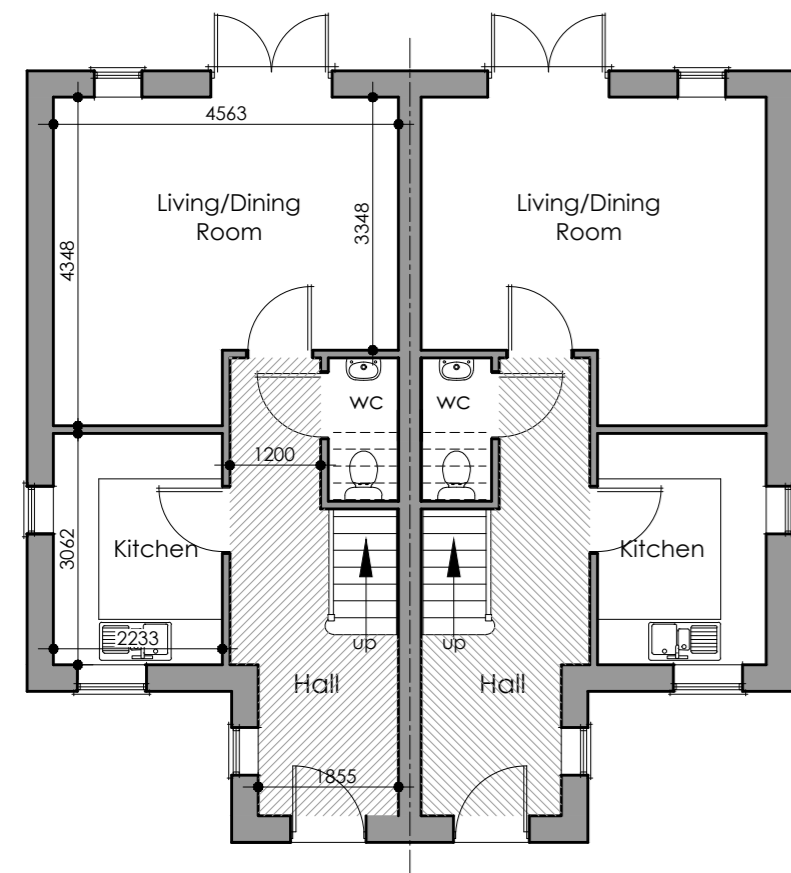 4563
Living/Dining
Room
Living/Dining
Room
4348
3348
wc
wc
1200
3062
Kitchen
Kitchen
2233
up
up
Hall
Hall
1855